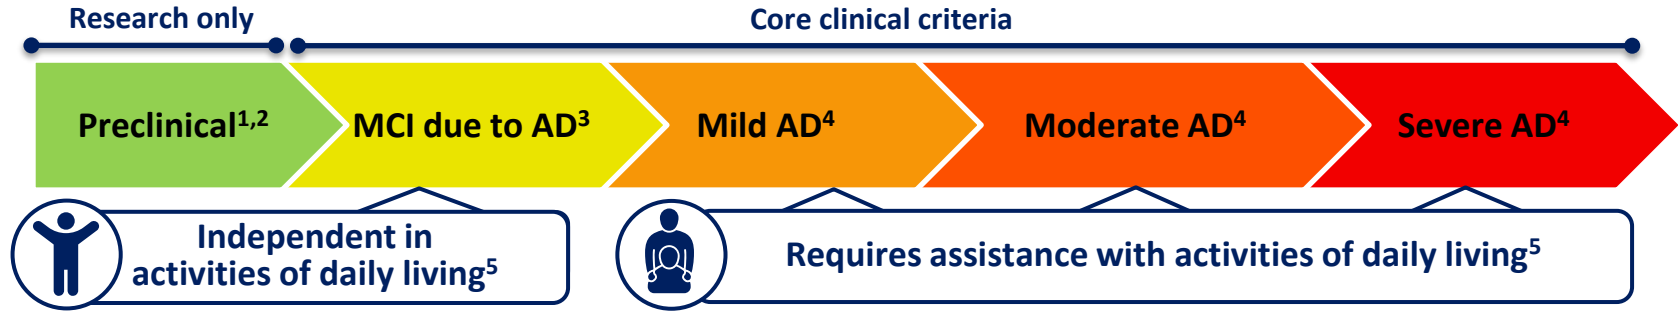 Research only
Core clinical criteria
Preclinical¹,²
MCI due to AD³
Mild AD⁴
Moderate AD⁴
Severe AD⁴
Independent in
activities of daily living⁵
Requires assistance with activities of daily living⁵